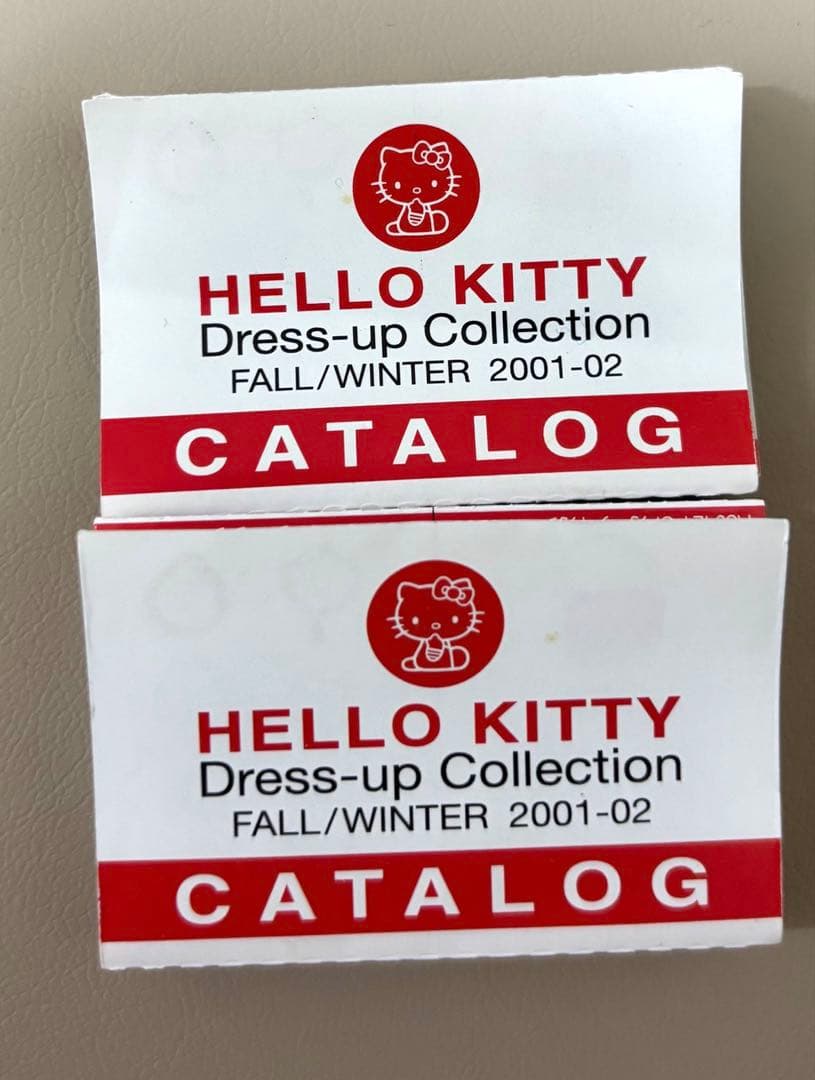 HELLO KITTY
Dress-up Collection
FALL/WINTER 2001-02
CATALOG
HELLO KITTY
Dress-up Collection
FALL/WINTER 2001-02
CATALOG